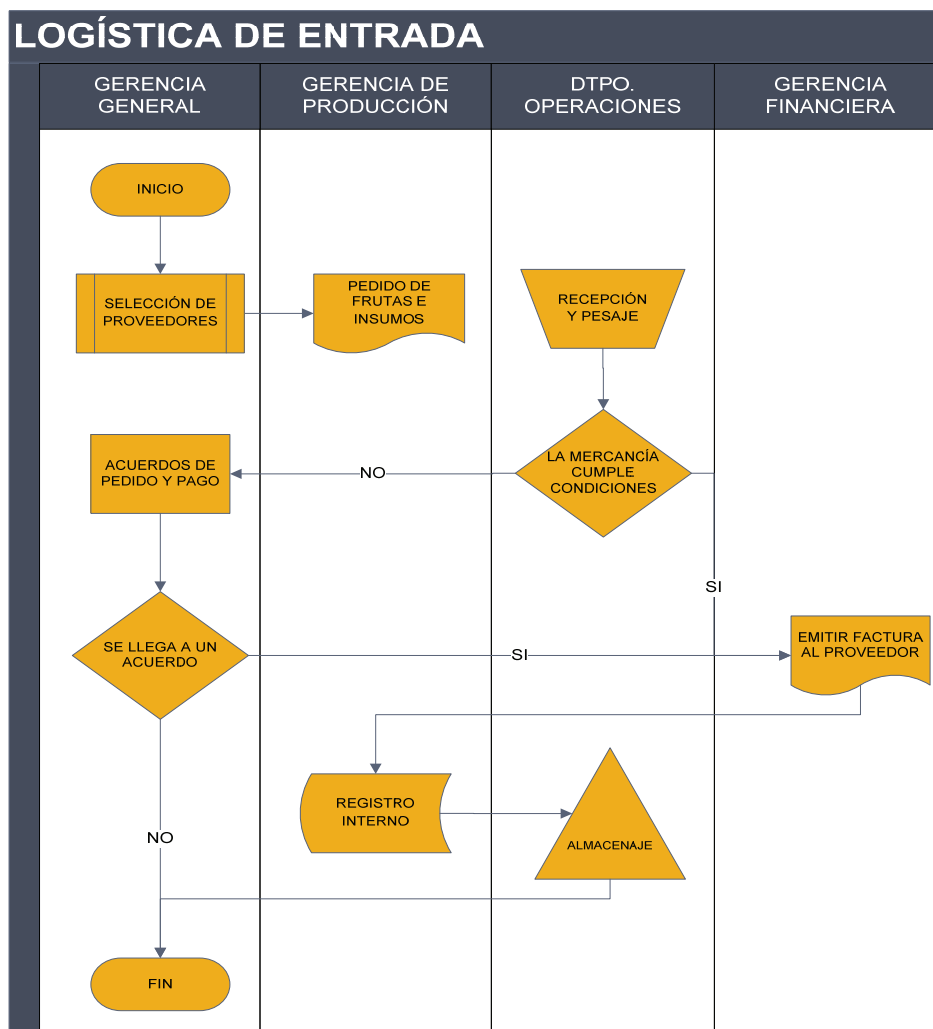 LOGÍSTICA DE ENTRADA
GERENCIA
GENERAL
GERENCIA DE
PRODUCCIÓN
DTPO.
OPERACIONES
GERENCIA
FINANCIERA
INICIO
SELECCIÓN DE
PROVEEDORES
PEDIDO DE
FRUTAS E
INSUMOS
RECEPCIÓN
Y PESAJE
ACUERDOS DE
PEDIDO Y PAGO
NO
LA MERCANCÍA
CUMPLE
CONDICIONES
SI
SE LLEGA A UN
ACUERDO
SI
EMITIR FACTURA
AL PROVEEDOR
REGISTRO
INTERNO
ALMACENAJE
NO
FIN